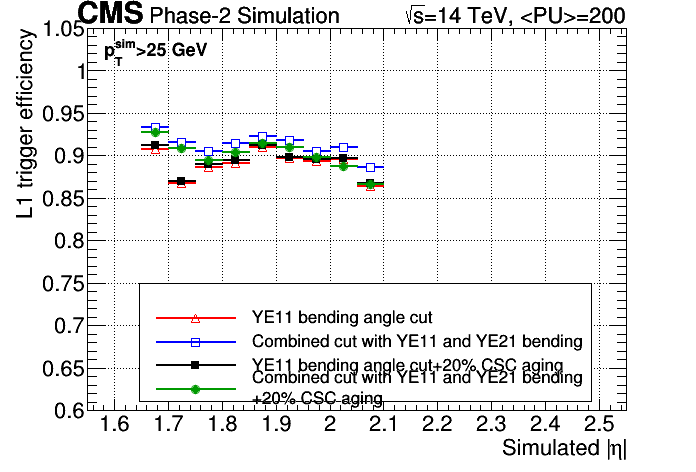 CMS Phase-2 Simulation √s=14 TeV, <PU>=200
p_T^sim>25 GeV
L1 trigger efficiency
1.05
1
0.95
0.9
0.85
0.8
0.75
0.7
0.65
0.6
YE11 bending angle cut
Combined cut with YE11 and YE21 bending
YE11 bending angle cut+20% CSC aging
Combined cut with YE11 and YE21 bending
+20% CSC aging
1.6 1.7 1.8 1.9 2 2.1 2.2 2.3 2.4 2.5
Simulated |η|